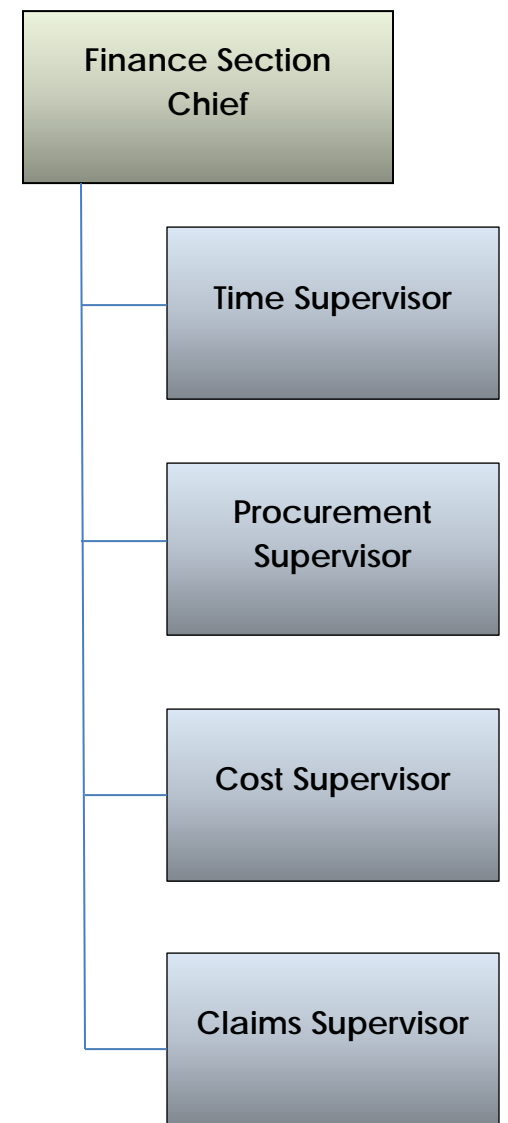 Finance Section
Chief
Time Supervisor
Procurement
Supervisor
Cost Supervisor
Claims Supervisor